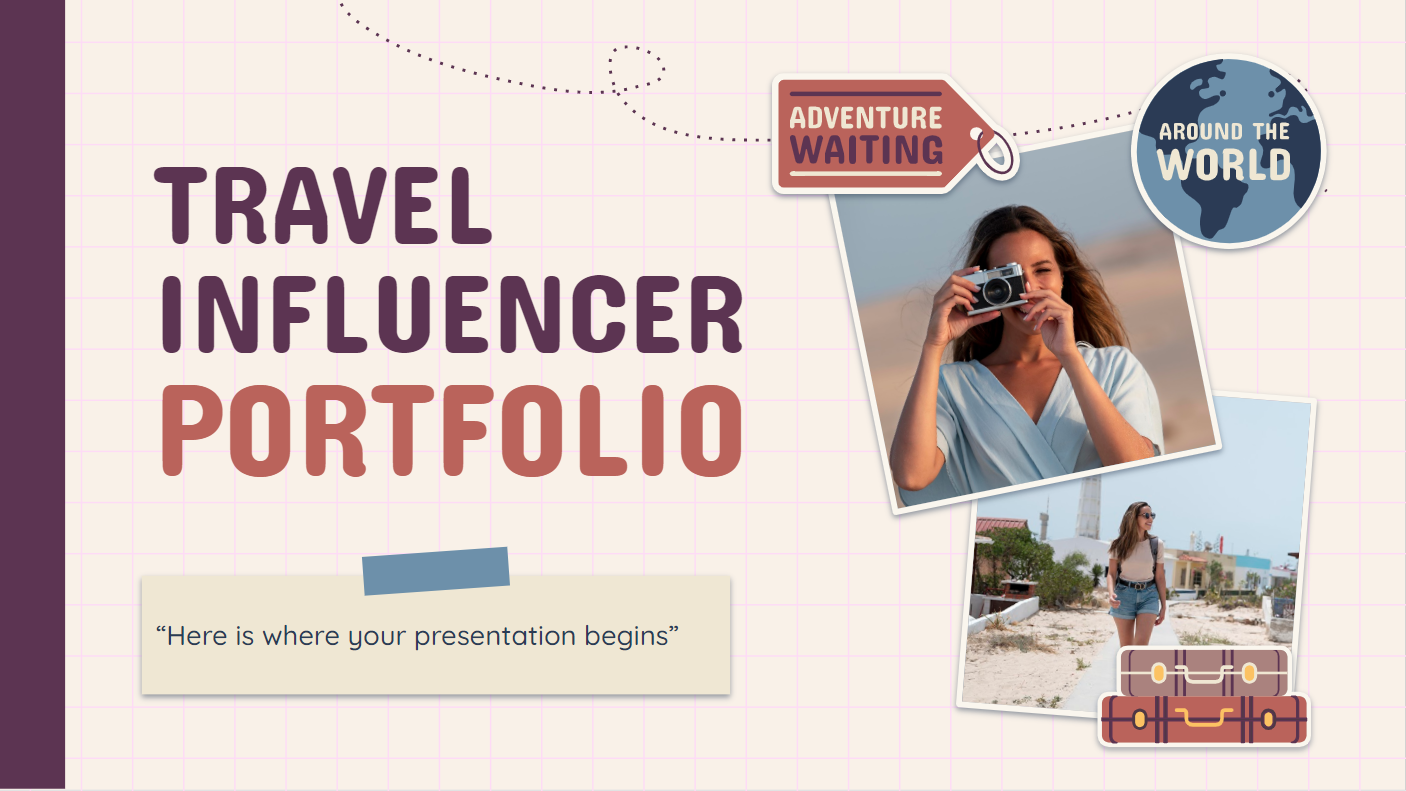 TRAVEL
INFLUENCER
PORTFOLIO
“Here is where your presentation begins”
ADVENTURE
WAITING
AROUND THE
WORLD